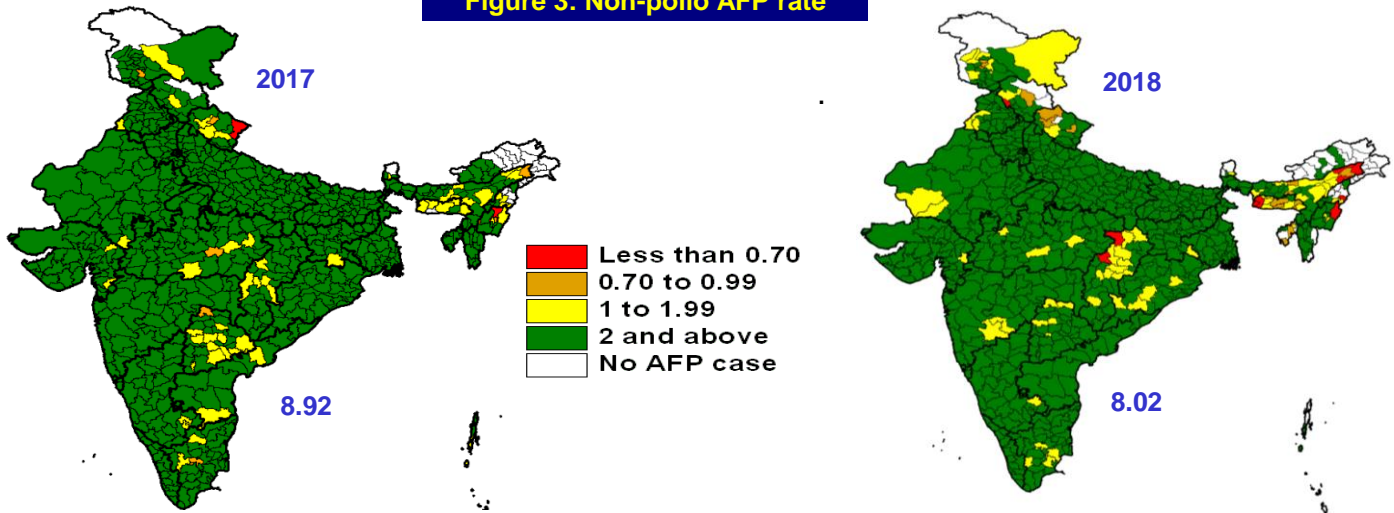 Figure 3: Non-polio AFP rate
2017
2018
Less than 0.70
0.70 to 0.99
1 to 1.99
2 and above
No AFP case
8.92
8.02